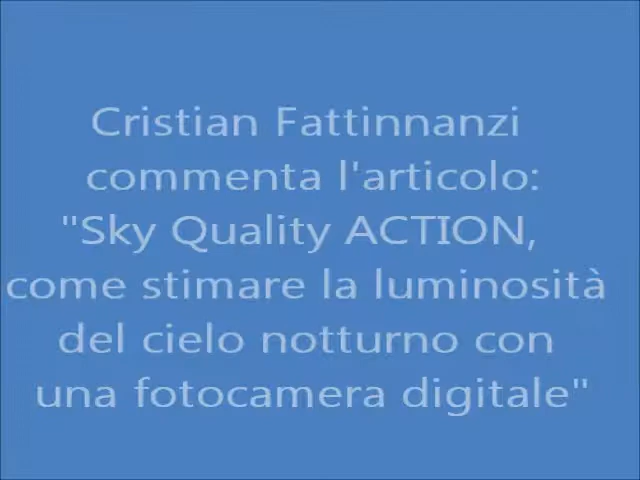 Cristian Fattinnanzi
commenta l'articolo:
"Sky Quality ACTION,
come stimare la luminosità
del cielo notturno con
una fotocamera digitale"